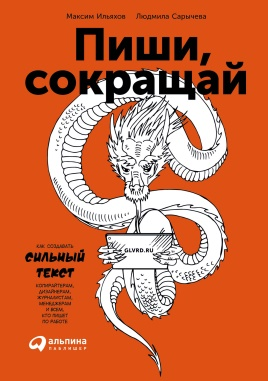 Максим Ильяхов   Людмила Сарычева
Пиши,
сокращай
GLVRD.RU
КАК СОЗДАВАТЬ
СИЛЬНЫЙ
ТЕКСТ
КОПИРАЙТЕРАМ,
ДИЗАЙНЕРАМ,
ЖУРНАЛИСТАМ,
МЕНЕДЖЕРАМ
И ВСЕМ,
КТО ПИШЕТ
ПО РАБОТЕ
альпина
ПАБЛИШЕР